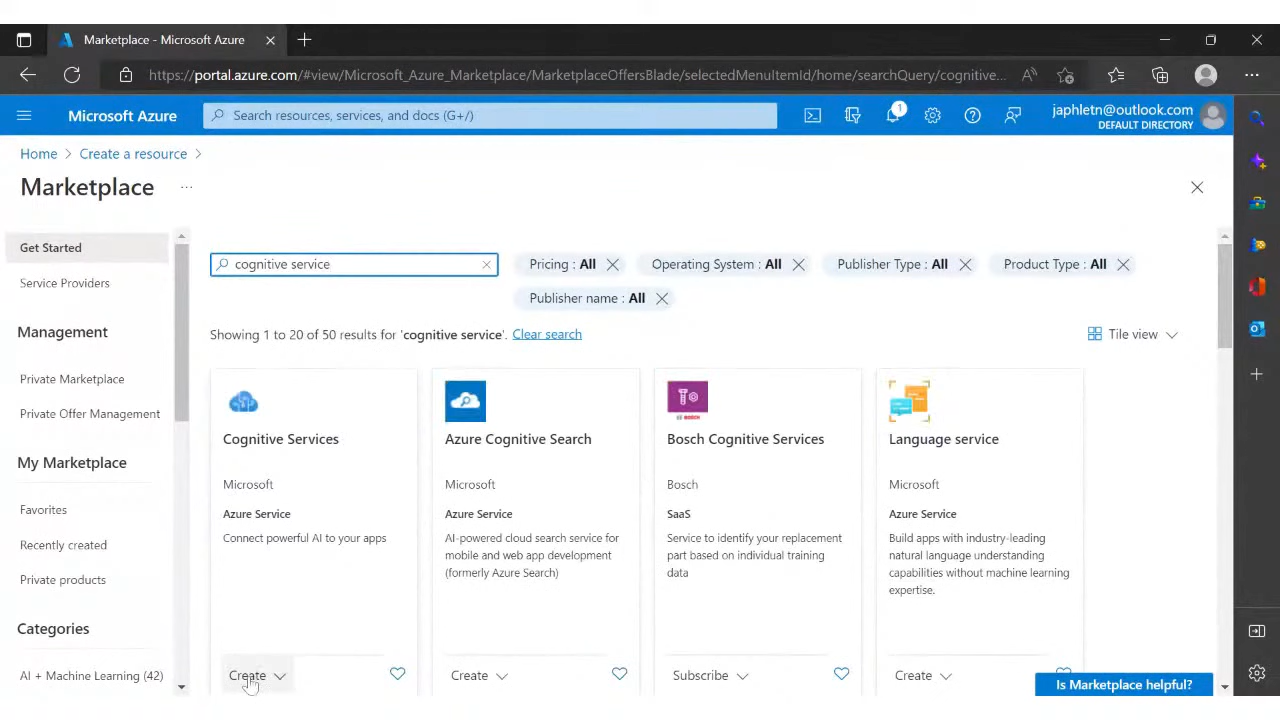 Marketplace - Microsoft Azure
https://portal.azure.com/#view/Microsoft_Azure_Marketplace/MarketplaceOffersBlade/selectedMenuItemId/home/searchQuery/cognitive...
Microsoft Azure
Search resources, services, and docs (G+/)
1
japhletn@outlook.com
DEFAULT DIRECTORY
Home > Create a resource >
Marketplace ...
Get Started
Service Providers
Management
Private Marketplace
Private Offer Management
My Marketplace
Favorites
Recently created
Private products
Categories
AI + Machine Learning (42)
cognitive service
Pricing : All
Operating System : All
Publisher Type : All
Product Type : All
Publisher name : All
Showing 1 to 20 of 50 results for 'cognitive service'. Clear search
Tile view
Cognitive Services
Microsoft
Azure Service
Connect powerful AI to your apps
Create
Azure Cognitive Search
Microsoft
Azure Service
AI-powered cloud search service for
mobile and web app development
(formerly Azure Search)
Create
BOSCH
Bosch Cognitive Services
Bosch
SaaS
Service to identify your replacement
part based on individual training
data
Subscribe
Language service
Microsoft
Azure Service
Build apps with industry-leading
natural language understanding
capabilities without machine learning
expertise.
Create
Is Marketplace helpful?